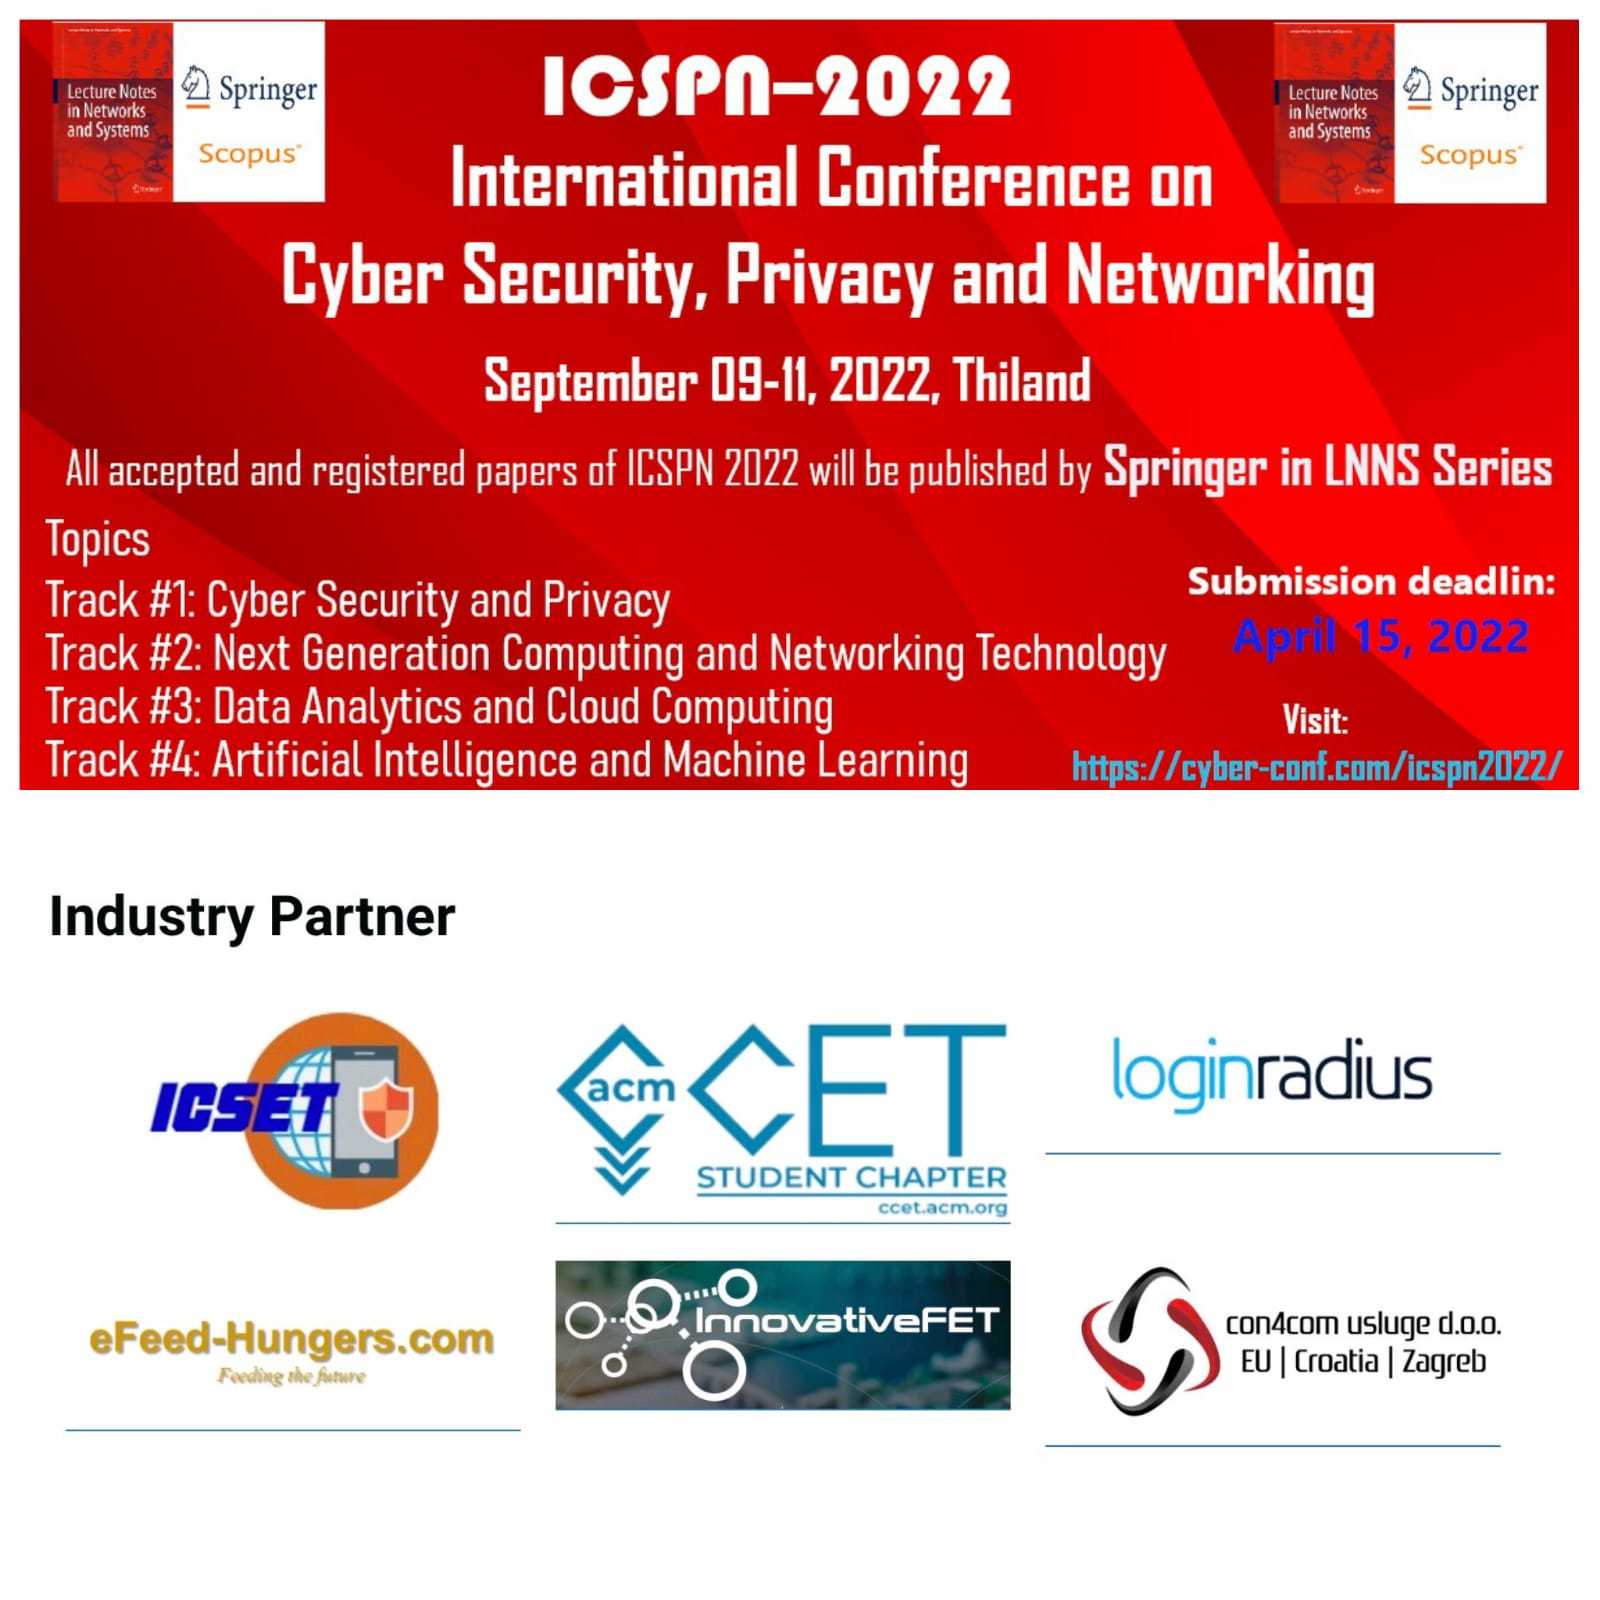 Lecture Notes
in Networks
and Systems
Springer
Scopus
Lecture Notes
in Networks
and Systems
Springer
Scopus
ICSPN–2022
International Conference on
Cyber Security, Privacy and Networking
September 09-11, 2022, Thiland
All accepted and registered papers of ICSPN 2022 will be published by Springer in LNNS Series
Topics
Track #1: Cyber Security and Privacy
Track #2: Next Generation Computing and Networking Technology
Track #3: Data Analytics and Cloud Computing
Track #4: Artificial Intelligence and Machine Learning
Submission deadlin:
April 15, 2022
Visit:
https://cyber-conf.com/icspn2022/
Industry Partner
ICSET
acm
CCET
STUDENT CHAPTER
ccet.acm.org
loginradius
eFeed-Hungers.com
Feeding the future
InnovativeFET
con4com usluge d.o.o.
EU | Croatia | Zagreb